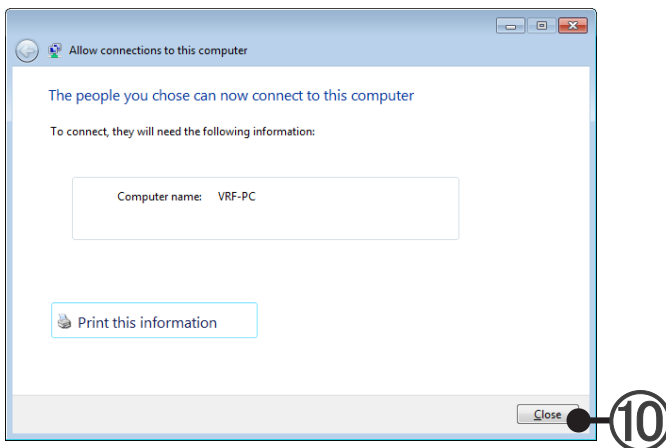 Allow connections to this computer
The people you chose can now connect to this computer
To connect, they will need the following information:
Computer name: VRF-PC
Print this information
Close
⑩